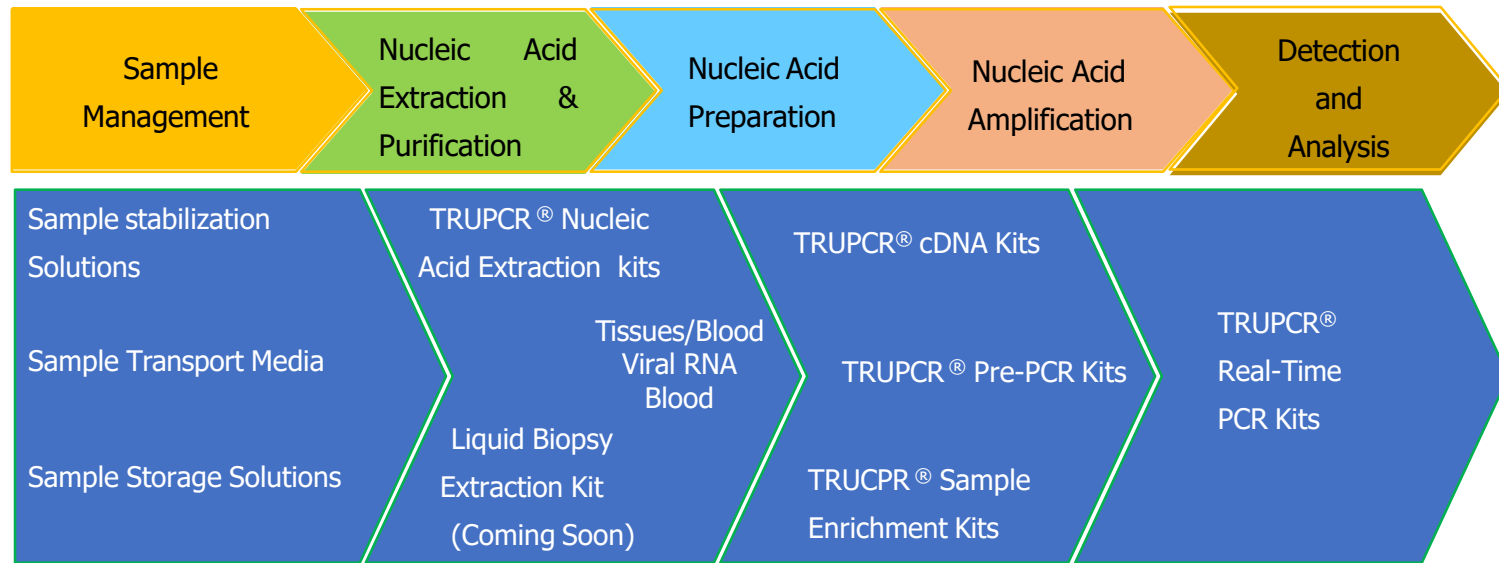 Sample
Management
Nucleic Acid
Extraction &
Purification
Nucleic Acid
Preparation
Nucleic Acid
Amplification
Detection
and
Analysis
Sample stabilization
Solutions
Sample Transport Media
Sample Storage Solutions
TRUPCR ® Nucleic
Acid Extraction kits
Tissues/Blood
Viral RNA
Blood
Liquid Biopsy
Extraction Kit
(Coming Soon)
TRUPCR® cDNA Kits
TRUPCR ® Pre-PCR Kits
TRUCPR ® Sample
Enrichment Kits
TRUPCR®
Real-Time
PCR Kits